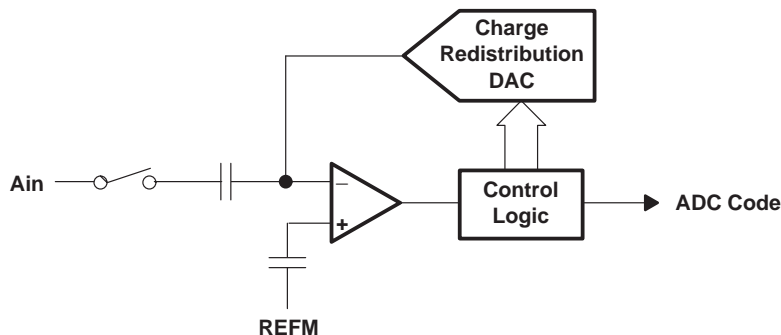 Charge
Redistribution
DAC
Ain
−
+
Control
Logic
ADC Code
REFM